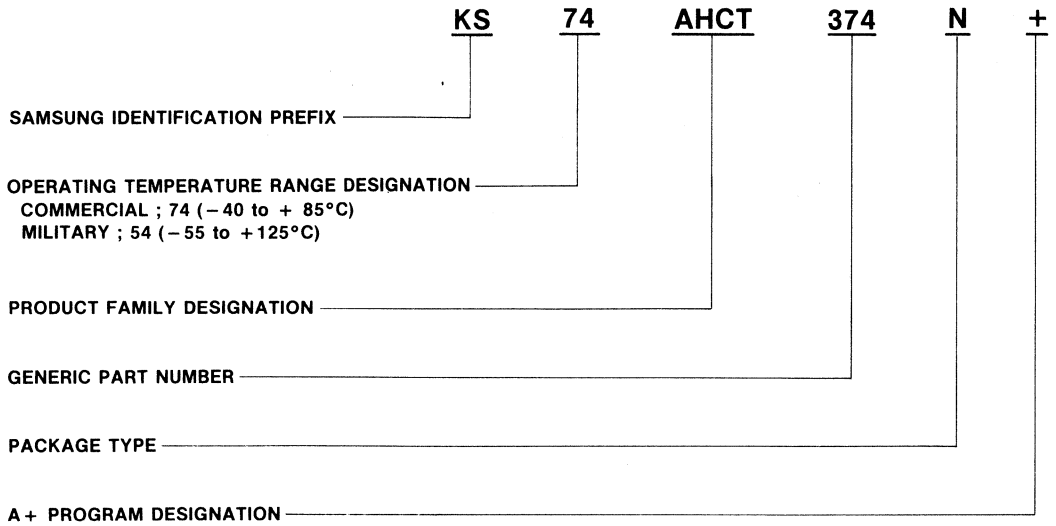 KS 74 AHCT 374 N +
SAMSUNG IDENTIFICATION PREFIX
OPERATING TEMPERATURE RANGE DESIGNATION
COMMERCIAL ; 74 (−40 to + 85°C)
MILITARY ; 54 (−55 to +125°C)
PRODUCT FAMILY DESIGNATION
GENERIC PART NUMBER
PACKAGE TYPE
A+ PROGRAM DESIGNATION